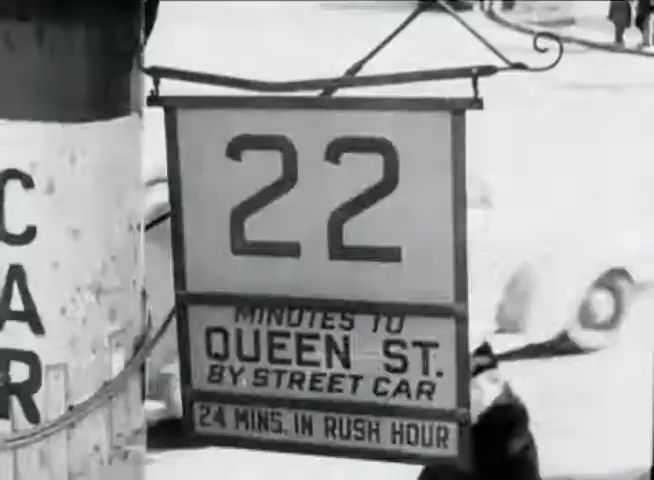 C
A
R
22
MINUTES TO
QUEEN ST.
BY STREET CAR
24 MINS. IN RUSH HOUR